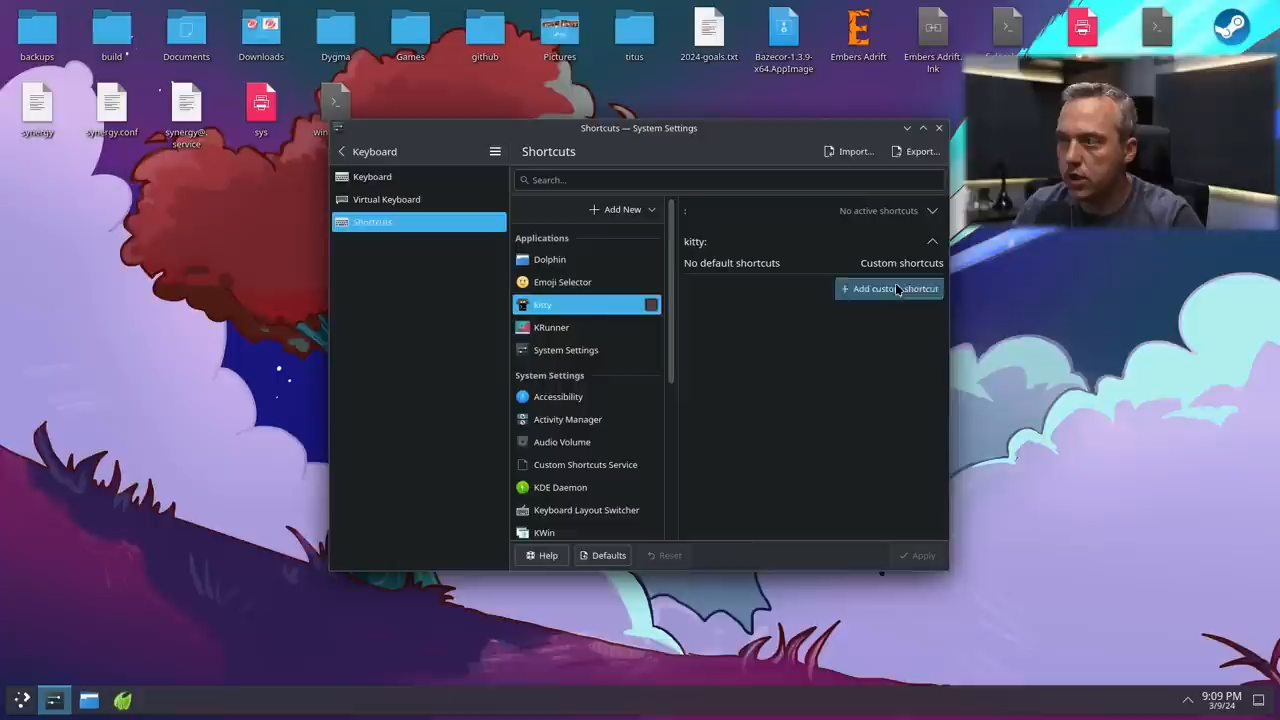 backups
build
Documents
Downloads
Dygma
Games
github
Pictures
titus
2024-goals.txt
Bazecor-1.3.9-
x64.AppImage
Embers Adrift
Embers Adrift.
lnk
synergy
synergy.conf
synergy@.
service
sys
win
Shortcuts — System Settings
Keyboard
Shortcuts
Import...
Export...
Keyboard
Virtual Keyboard
Shortcuts
Search...
Add New
Applications
Dolphin
Emoji Selector
kitty
KRunner
System Settings
System Settings
Accessibility
Activity Manager
Audio Volume
Custom Shortcuts Service
KDE Daemon
Keyboard Layout Switcher
KWin
:
No active shortcuts
kitty:
No default shortcuts
Custom shortcuts
+ Add custom shortcut
Help
Defaults
Reset
Apply
9:09 PM
3/9/24